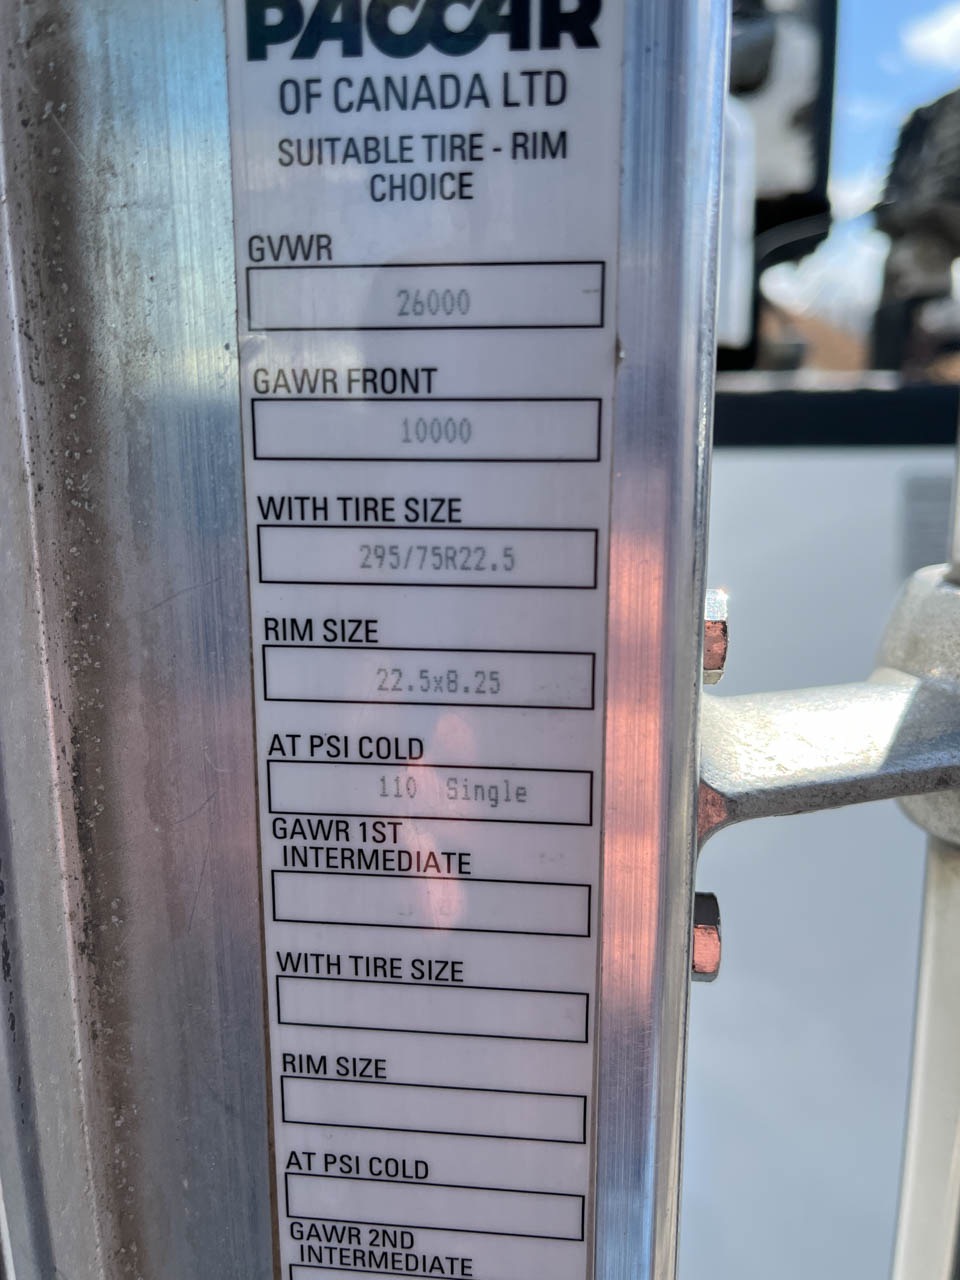 PACCAR
OF CANADA LTD
SUITABLE TIRE - RIM
CHOICE
GVWR
26000
GAWR FRONT
10000
WITH TIRE SIZE
295/75R22.5
RIM SIZE
22.5x8.25
AT PSI COLD
110 Single
GAWR 1ST
INTERMEDIATE
WITH TIRE SIZE
RIM SIZE
AT PSI COLD
GAWR 2ND
INTERMEDIATE